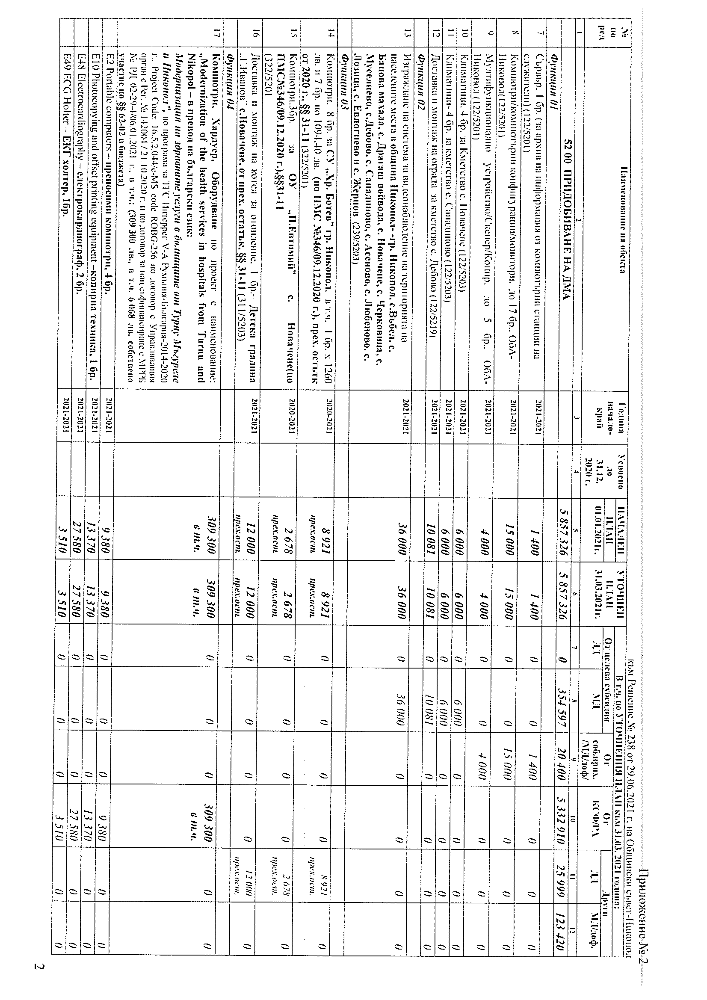 Приложение № 2
към Решение № 238 от 29.06.2021 г. на Общински съвет-Никопол
№ по ред
Наименование на обекта
Година начало-край
Усвоено до 31.12. 2020 г.
НАЧАЛЕН ПЛАН 01.01.2021г.
УТОЧНЕН ПЛАН 31.03.2021г.
В т.ч. по УТОЧНЕНИЯ ПЛАН към 31.03. 2021 година:
От целева субсидия
ДД
МД
От соб.прих. /МД/доф/
От КСФ/РА
Други
ДД
МД/доф.
1 2 3 4 5 6 7 8 9 10 11 12
52 00 ПРИДОБИВАНЕ НА ДМА 5 857 326 5 857 326 0 354 597 20 400 5 332 910 25 999 123 420
Функция 01
7 Сървър, 1 бр. (за архив на информация от компютърни станции на
служители) (122/5201) 2021-2021 1 400 1 400 0 0 1 400 0 0 0
8 Компютри/компютърни конфигурации/монитори, до 17 бр., ОбА-
Никопол(122/5201) 2021-2021 15 000 15 000 0 0 15 000 0 0 0
9 Мултифункционално устройство/Скенер/Копир, до 5 бр., ОбА-
Никопол (122/5201) 2021-2021 4 000 4 000 0 0 4 000 0 0 0
10 Климатици, 4 бр. за Кметство с. Новачене (122/5203) 2021-2021 6 000 6 000 0 6 000 0 0 0 0
11 Климатици- 4 бр. за кметство с. Санадиново (122/5203) 2021-2021 6 000 6 000 0 6 000 0 0 0 0
12 Доставка и монтаж на ограда за кметство с. Дебово (122/5219) 2021-2021 10 081 10 081 0 10 081 0 0 0 0
Функция 02
13 Изграждане на система за видеонаблюдение на територията на
населените места в община Никопол- гр. Никопол, с.Въбел, с.
Бацова махала, с. Драгаш войвода, с. Новачене, с. Черковица, с.
Муселиево, с.Дебово, с. Санадиново, с. Асеново, с. Любеново, с.
Лозица, с. Евлогиево и с. Жернов (239/5203) 2021-2021 36 000 36 000 0 36 000 0 0 0 0
Функция 03
14 Компютри, 8 бр. за СУ „Хр. Ботев" гр. Никопол, в т.ч. 1 бр. х 1260
лв. и 7 бр. по 1094.40 лв. (по ПМС №346/09.12.2020 г.), прех. остътк
от 2020 г., §§ 31-11 (322/5201) 2020-2021 8 921 прех.ост. 8 921 прех.ост. 0 0 0 0 8 921 прех.ост. 0
15 Компютри,3бр. за ОУ „П.Евтимий" с. Новачене(по
ПМС№346/09.12.2020 г.),§§31-11
(322/5201 2020-2021 2 678 прех.ост. 2 678 прех.ост. 0 0 0 0 2 678 прех.ост. 0
16 Доставка и монтаж на котел за отопление, 1 бр.– Детска градина
„Г.Иванов" с.Новачене, от прех. остатък, §§ 31-11 (311/5203) 2021-2021 12 000 прех.ост. 12 000 прех.ост. 0 0 0 0 12 000 прех.ост. 0
Функция 04
17 Компютри, Хардуер, Оборудване по проект с наименование:
„Modernization of the health services in hospitals from Turnu and
Nikopol – в превод на български език:
Модернизация на здравните услуги в болниците от Турну Мъгуреле
и Никопол", по програма за ТГС Интеррег V-A Румъния-България-2014-2020
г., Project Code: 16.5.2.044/e-MS code ROBG-256 по договор с Управляващия
орган с Рег. № 142004 / 21.10.2020 г. и по договор за нац.съфинансиране с МРРБ
№ РД 02-29-4/06.01.2021 г., в т.ч.: (309 300 лв., в т.ч. 6 068 лв. собствено
участие по §§ 62-02 в бюджета) 309 300 в т.ч. 309 300 в т.ч. 0 0 0 309 300 в т.ч. 0 0
E2 Portable computers – преносими компютри, 4 бр. 2021-2021 9 380 9 380 0 0 0 9 380 0 0
E10 Photocopying and offset printing equipment –копирна техника, 1 бр. 2021-2021 13 370 13 370 0 0 0 13 370 0 0
E48 Electrocardiography – електрокардиограф, 2 бр. 2021-2021 27 580 27 580 0 0 0 27 580 0 0
E49 ECG Holter – ЕКГ холтер, 1бр. 2021-2021 3 510 3 510 0 0 0 3 510 0 0
2